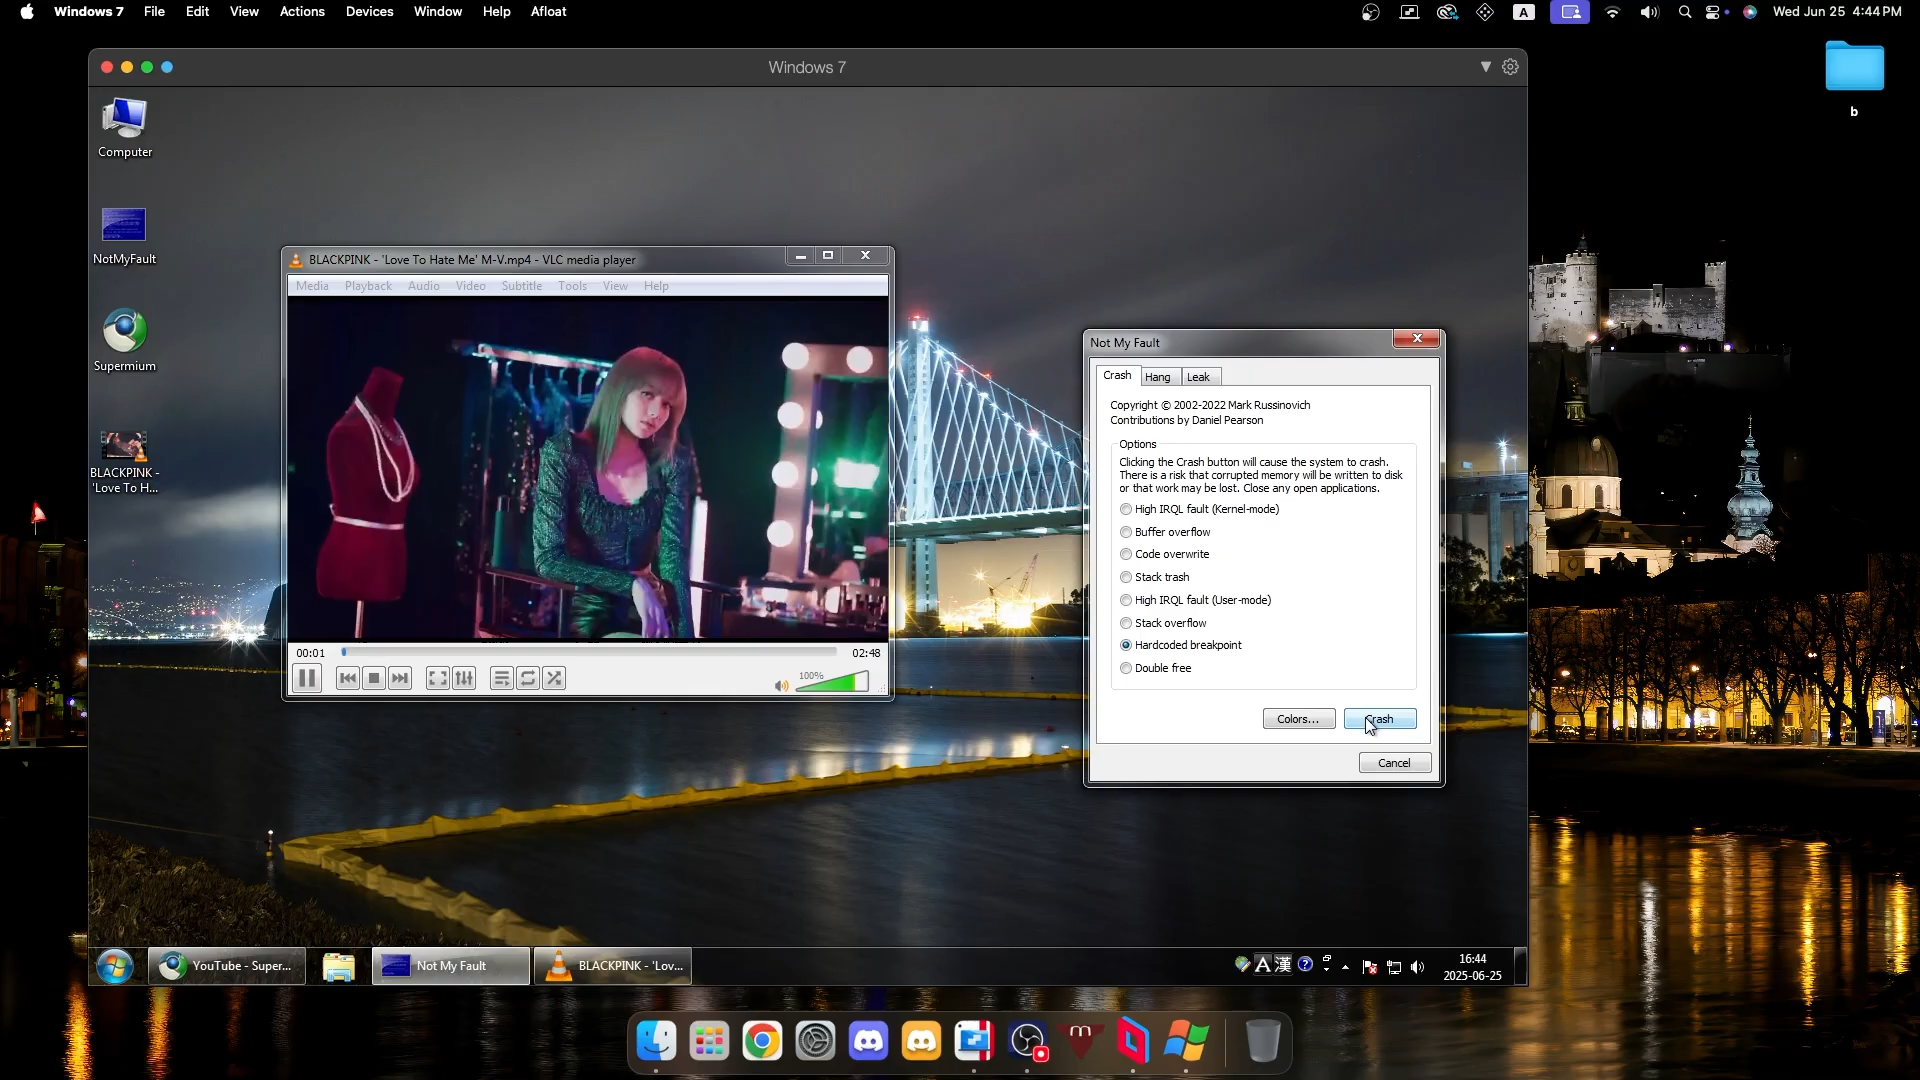 Windows 7 File Edit View Actions Devices Window Help Afloat
A
Wed Jun 25 4:44 PM
b
Windows 7
Computer
NotMyFault
Supermium
BLACKPINK -
'Love To H...
BLACKPINK - 'Love To Hate Me' M-V.mp4 - VLC media player
Media Playback Audio Video Subtitle Tools View Help
00:01
02:48
100%
Not My Fault
Crash Hang Leak
Copyright © 2002-2022 Mark Russinovich
Contributions by Daniel Pearson
Options
Clicking the Crash button will cause the system to crash.
There is a risk that corrupted memory will be written to disk
or that work may be lost. Close any open applications.
High IRQL fault (Kernel-mode)
Buffer overflow
Code overwrite
Stack trash
High IRQL fault (User-mode)
Stack overflow
Hardcoded breakpoint
Double free
Colors... Crash
Cancel
YouTube - Super...
Not My Fault
BLACKPINK - 'Lov...
A 漢 ?
16:44
2025-06-25